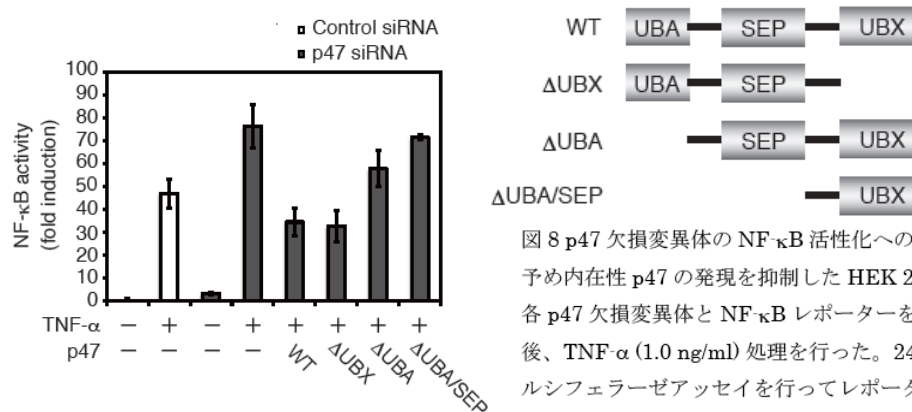 Control siRNA
p47 siRNA
NF-κB activity
(fold induction)
100
90
80
70
60
50
40
30
20
10
0
TNF-α − + − + + + + +
p47 − − − − WT ΔUBX ΔUBA ΔUBA/SEP
WT UBA SEP UBX
ΔUBX UBA SEP
ΔUBA SEP UBX
ΔUBA/SEP UBX
図 8 p47 欠損変異体の NF-κB 活性化への
予め内在性 p47 の発現を抑制した HEK 2
各 p47 欠損変異体と NF-κB レポーターを
後、TNF-α (1.0 ng/ml) 処理を行った。24
ルシフェラーゼアッセイを行ってレポータ